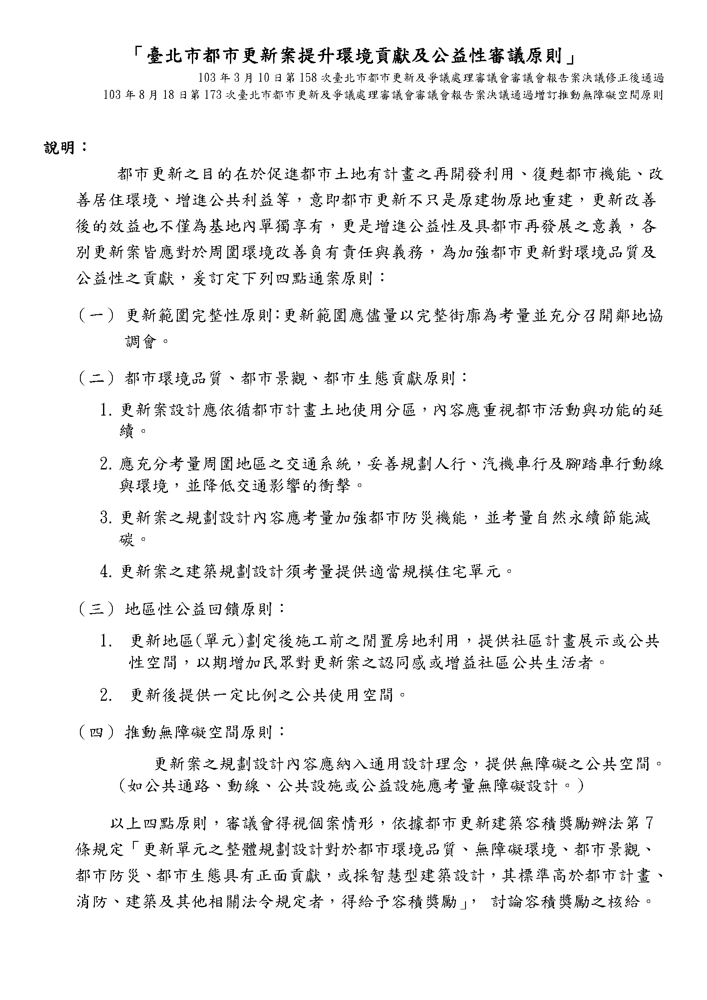 「臺北市都市更新案提升環境貢獻及公益性審議原則」
103 年 3 月 10 日第 158 次臺北市都市更新及爭議處理審議會審議會報告案決議修正後通過
103 年 8 月 18 日第 173 次臺北市都市更新及爭議處理審議會審議會報告案決議通過增訂推動無障礙空間原則
說明：
都市更新之目的在於促進都市土地有計畫之再開發利用、復甦都市機能、改
善居住環境、增進公共利益等，意即都市更新不只是原建物原地重建，更新改善
後的效益也不僅為基地內單獨享有，更是增進公益性及具都市再發展之意義，各
別更新案皆應對於周圍環境改善負有責任與義務，為加強都市更新對環境品質及
公益性之貢獻，爰訂定下列四點通案原則：
（一） 更新範圍完整性原則：更新範圍應儘量以完整街廓為考量並充分召開鄰地協
調會。
（二） 都市環境品質、都市景觀、都市生態貢獻原則：
1. 更新案設計應依循都市計畫土地使用分區，內容應重視都市活動與功能的延
續。
2. 應充分考量周圍地區之交通系統，妥善規劃人行、汽機車行及腳踏車行動線
與環境，並降低交通影響的衝擊。
3. 更新案之規劃設計內容應考量加強都市防災機能，並考量自然永續節能減
碳。
4. 更新案之建築規劃設計須考量提供適當規模住宅單元。
（三） 地區性公益回饋原則：
1. 更新地區(單元)劃定後施工前之閒置房地利用，提供社區計畫展示或公共
性空間，以期增加民眾對更新案之認同感或增益社區公共生活者。
2. 更新後提供一定比例之公共使用空間。
（四） 推動無障礙空間原則：
更新案之規劃設計內容應納入通用設計理念，提供無障礙之公共空間。
（如公共通路、動線、公共設施或公益設施應考量無障礙設計。）
以上四點原則，審議會得視個案情形，依據都市更新建築容積獎勵辦法第 7
條規定「更新單元之整體規劃設計對於都市環境品質、無障礙環境、都市景觀、
都市防災、都市生態具有正面貢獻，或採智慧型建築設計，其標準高於都市計畫、
消防、建築及其他相關法令規定者，得給予容積獎勵」， 討論容積獎勵之核給。